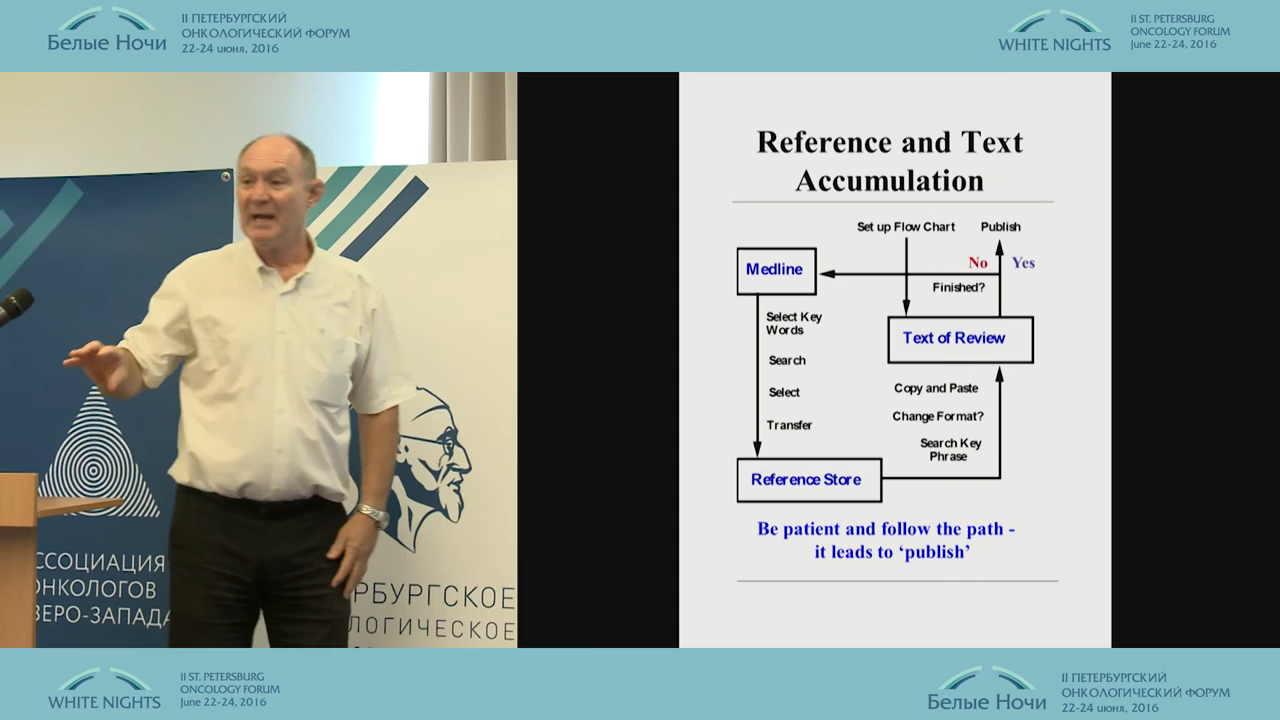 Белые Ночи
II ПЕТЕРБУРГСКИЙ
ОНКОЛОГИЧЕСКИЙ ФОРУМ
22-24 июня, 2016
WHITE NIGHTS
II ST. PETERSBURG
ONCOLOGY FORUM
June 22-24, 2016
ССОЦИАЦИЯ
ОНКОЛОГОВ
ВЕРО-ЗАПАДА
РБУРГСКОЕ
ЛОГИЧЕСКОЕ
Reference and Text
Accumulation
Set up Flow Chart
Publish
No
Yes
Medline
Finished?
Select Key
Words
Text of Review
Search
Select
Copy and Paste
Change Format?
Transfer
Search Key
Phrase
Reference Store
Be patient and follow the path -
it leads to ‘publish’
WHITE NIGHTS
II ST. PETERSBURG
ONCOLOGY FORUM
June 22-24, 2016
Белые Ночи
II ПЕТЕРБУРГСКИЙ
ОНКОЛОГИЧЕСКИЙ ФОРУМ
22-24 июня, 2016